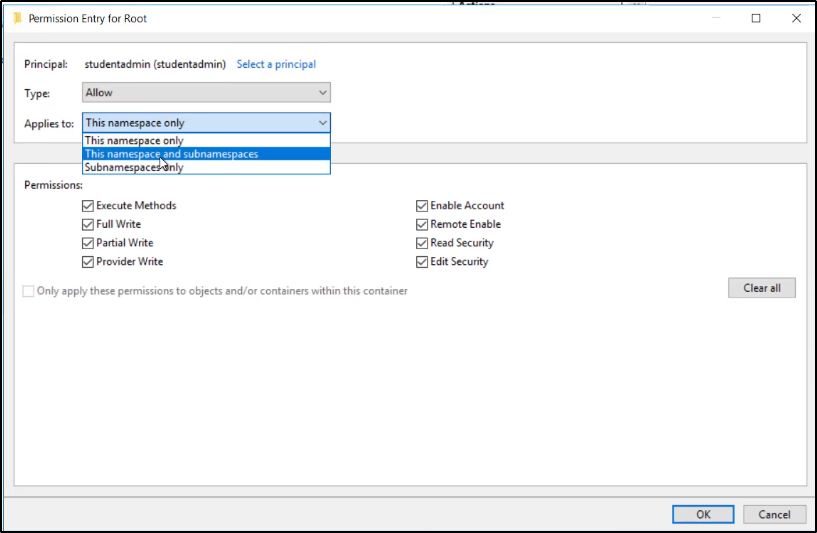 Actions
Permission Entry for Root
Principal: studentadmin (studentadmin) Select a principal
Type: Allow
Applies to: This namespace only
This namespace only
This namespace and subnamespaces
Subnamespaces only
Permissions:
Execute Methods Enable Account
Full Write Remote Enable
Partial Write Read Security
Provider Write Edit Security
Only apply these permissions to objects and/or containers within this container Clear all
OK Cancel